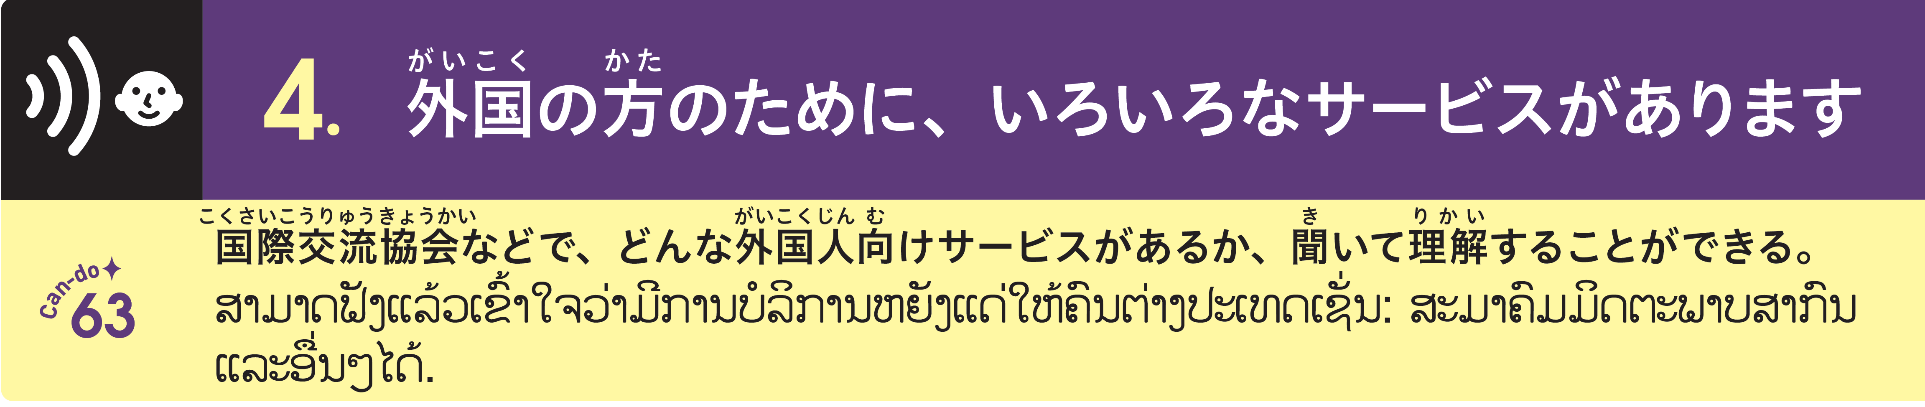 がいこく かた
4. 外国の方のために、いろいろなサービスがあります
こくさいこうりゅうきょうかい がいこくじん む き りかい
国際交流協会などで、どんな外国人向けサービスがあるか、聞いて理解することができる。
Can-do
63
ສາມາດຟັງແລ້ວເຂົ້າໃຈວ່າມີການບໍລິການຫຍັງແດ່ໃຫ້ຄົນຕ່າງປະເທດເຊັ່ນ: ສະມາຄົມມິດຕະພາບສາກົນ
ແລະອື່ນໆໄດ້.